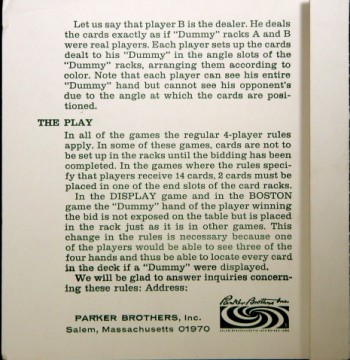 Let us say that player B is the dealer. He deals
the cards exactly as if "Dummy" racks A and B
were real players. Each player sets up the cards
dealt to his "Dummy" in the angle slots of the
"Dummy" racks, arranging them according to
color. Note that each player can see his entire
"Dummy" hand but cannot see his opponent's
due to the angle at which the cards are posi-
tioned.
THE PLAY
In all of the games the regular 4-player rules
apply. In some of these games, cards are not to
be set up in the racks until the bidding has been
completed. In the games where the rules speci-
fy that players receive 14 cards, 2 cards must be
placed in one of the end slots of the card racks.
In the DISPLAY game and in the BOSTON
game the "Dummy" hand of the player winning
the bid is not exposed on the table but is placed
in the rack just as it is in other games. This
change in the rules is necessary because one
of the players would be able to see three of the
four hands and thus be able to locate every card
in the deck if a "Dummy" were displayed.
We will be glad to answer inquiries concern-
ing these rules: Address:
Parker Brothers Inc.
PARKER BROTHERS, Inc.
Salem, Massachusetts 01970